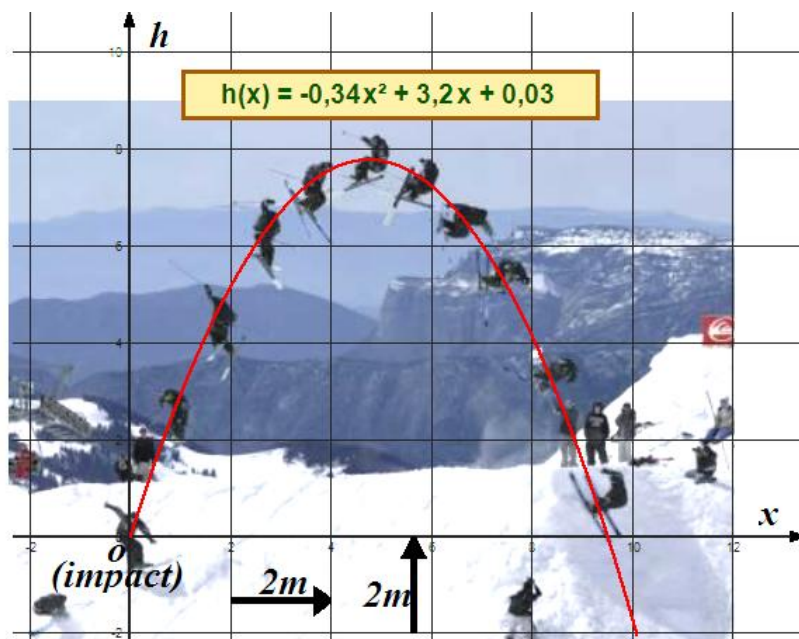 h
10
h(x) = -0,34x² + 3,2x + 0,03
8
6
4
2
x
-2
o
2
4
6
8
10
12
(impact)
2m
2m
-2